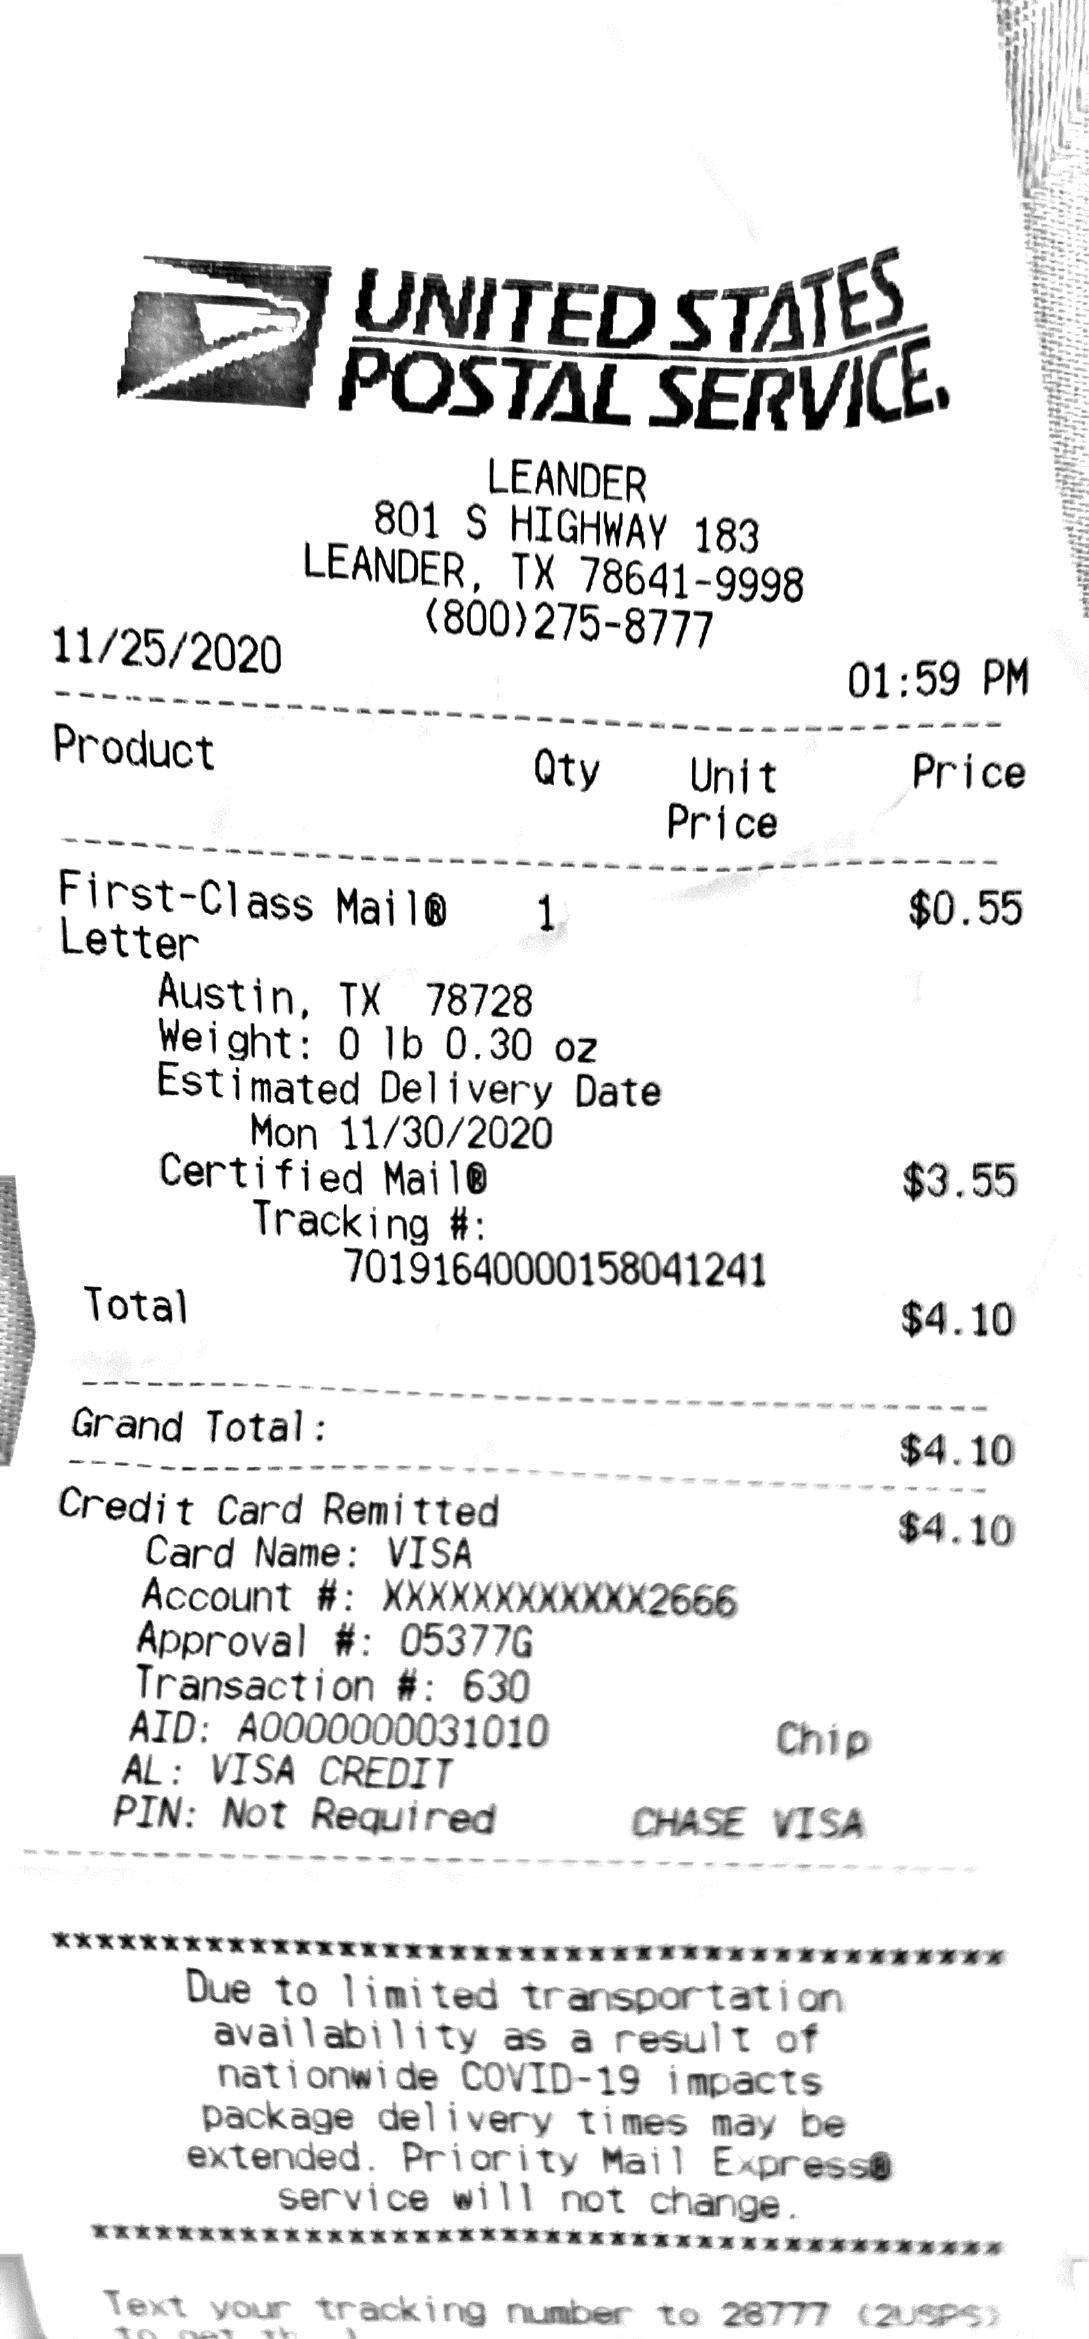 UNITED STATES
POSTAL SERVICE.
LEANDER
801 S HIGHWAY 183
LEANDER, TX 78641-9998
(800)275-8777
11/25/2020 01:59 PM
Product Qty Unit Price
Price
First-Class Mail® 1 $0.55
Letter
Austin, TX 78728
Weight: 0 lb 0.30 oz
Estimated Delivery Date
Mon 11/30/2020
Certified Mail® $3.55
Tracking #:
70191640000158041241
Total $4.10
Grand Total: $4.10
Credit Card Remitted $4.10
Card Name: VISA
Account #: XXXXXXXXXXXX2666
Approval #: 05377G
Transaction #: 630
AID: A0000000031010 Chip
AL: VISA CREDIT
PIN: Not Required CHASE VISA
******************************************
Due to limited transportation
availability as a result of
nationwide COVID-19 impacts
package delivery times may be
extended. Priority Mail Express®
service will not change.
******************************************
Text your tracking number to 28777 (2USPS)
to get